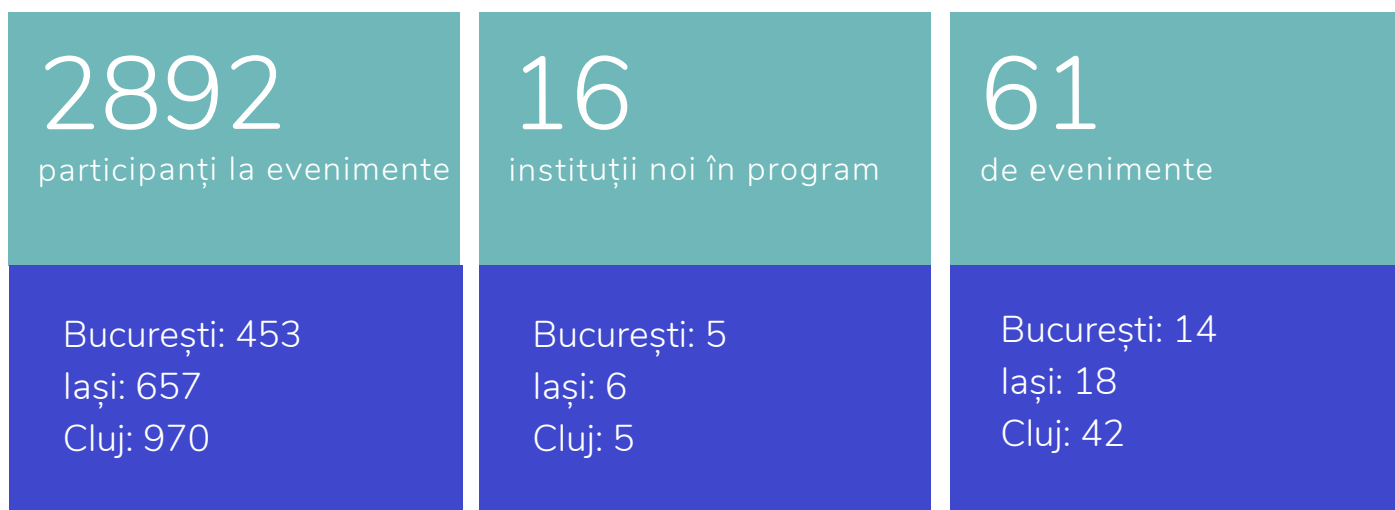 2892
participanți la evenimente
București: 453
Iași: 657
Cluj: 970
16
instituții noi în program
București: 5
Iași: 6
Cluj: 5
61
de evenimente
București: 14
Iași: 18
Cluj: 42